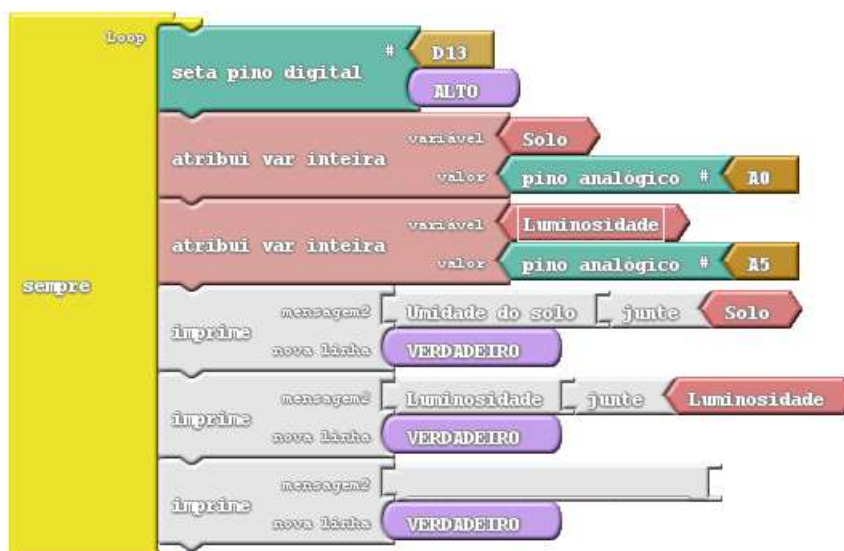 Loop
sempre
seta pino digital # D13
ALTO
atribui var inteira variável Solo
valor pino analógico # A0
atribui var inteira variável Luminosidade
valor pino analógico # A5
imprime mensagem2 Umidade do solo junte Solo
nova linha VERDADEIRO
imprime mensagem2 Luminosidade junte Luminosidade
nova linha VERDADEIRO
imprime mensagem2
nova linha VERDADEIRO